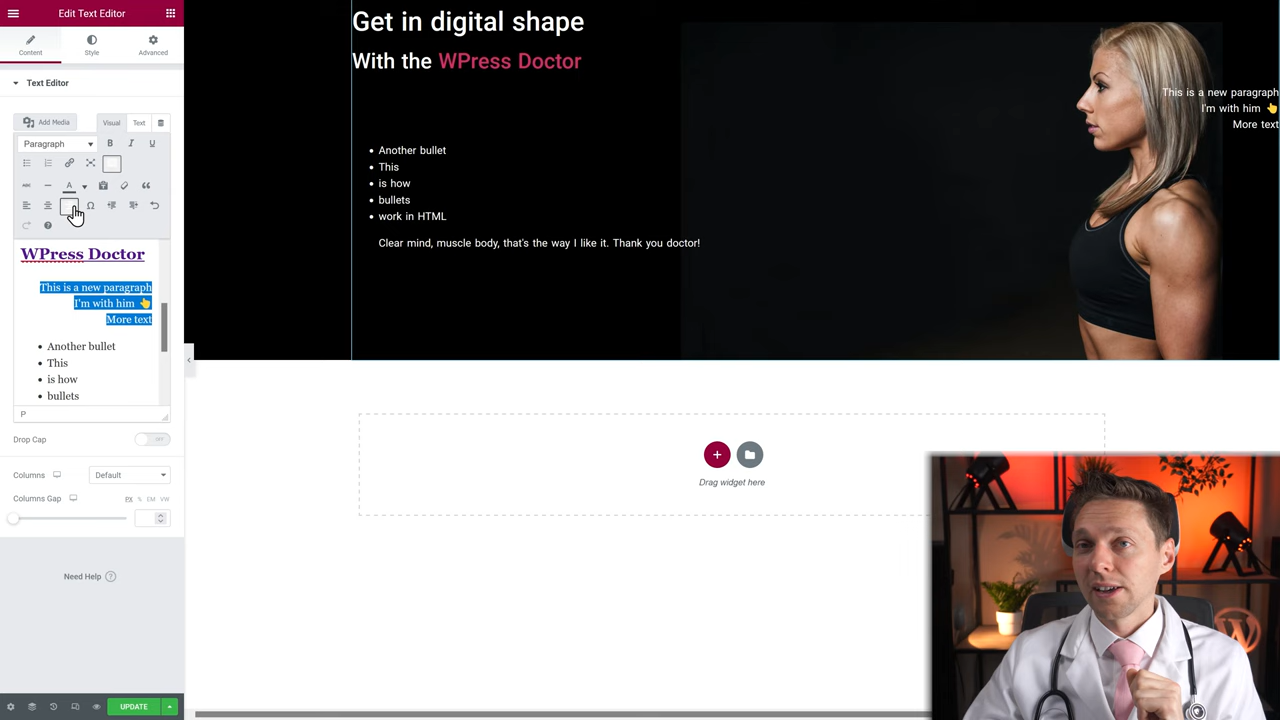 Edit Text Editor
Content
Style
Advanced
Text Editor
Add Media
Visual
Text
Paragraph
B
I
U
ABC
A
Ω
WPress Doctor
This is a new paragraph
I'm with him 👆
More text
Another bullet
This
is how
bullets
P
Drop Cap
OFF
Columns
Default
Columns Gap
PX % EM VW
Need Help
UPDATE
Get in digital shape
With the WPress Doctor
This is a new paragraph
I'm with him 👆
More text
Another bullet
This
is how
bullets
work in HTML
Clear mind, muscle body, that's the way I like it. Thank you doctor!
Drag widget here